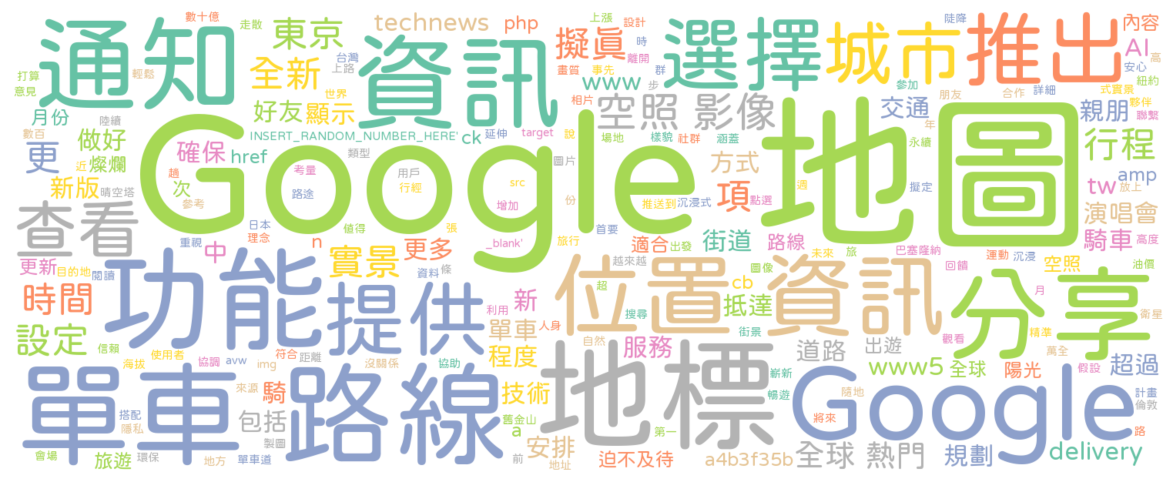 通知
資訊
選擇
城市
推出
數十億
走散
東京
technews
php
上漲
設計
時
陡降
內容
打算
意見
輕鬆
全新
台灣
上路
擬真
離開
畫質
事先
群
步
參加
AI
安心
高
紐約
世界
www
相片
空照 影像
朋友
合作
詳細
式實景
夥伴
月份
陸續
好友
顯示
交通
親朋
聯繫
數百
做好
INSERT_RANDOM_NUMBER_HERE'
ck
延伸
target
說
場地
樣貌
社群
涵蓋
年
永續
Google 地圖
行程
更
近
燦爛
確保
href
類型
圖片
方式
趟
考量
用戶
行經
src
份
新版
晴空塔
次
參考
路途
增加
推送到
沉浸式
項
點選
週
擬定
tw
amp
放上
查看
日本
理念
值得
張
_blank'
旅行
首要
街道
路線
未來
旅
巴塞隆納
演唱會
騎車
高度
重視
中
n
實景
更多
適合
出發
越來越
圖像
回饋
運動
沉浸
空照
油價
更新
目的地
閱讀
資料
條
超
cb
抵達
月
衛星
時間
功能
提供
利用
新
人身
位置 資訊
搜尋
街景
觀看
精準
分享
設定
信賴
單車
程度
自然
服務
道路
出遊
萬全
海拔
使用者
協調
avw
img
符合
距離
沒關係
協助
www5
全球
陽光
假設
超過
單車
路線
來源
騎
技術
地標
嶄新
暢遊
隨地
Google
計畫
倫敦
搭配
隱私
包括
舊金山
a
第一
將來
路
製圖
會場
旅遊
環保
地方
單車道
前
安排
地址
迫不及待
a4b3f35b
全球 熱門
規劃
delivery